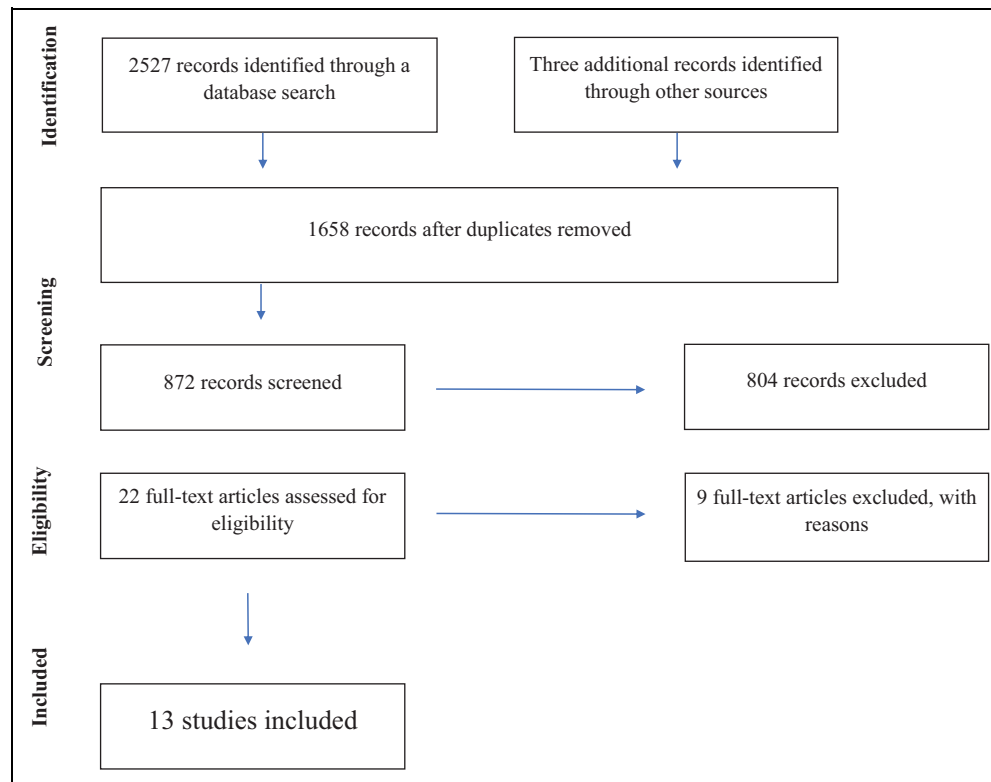 Identification
2527 records identified through a
database search
Three additional records identified
through other sources
1658 records after duplicates removed
Screening
872 records screened
804 records excluded
Eligibility
22 full-text articles assessed for
eligibility
9 full-text articles excluded, with
reasons
Included
13 studies included